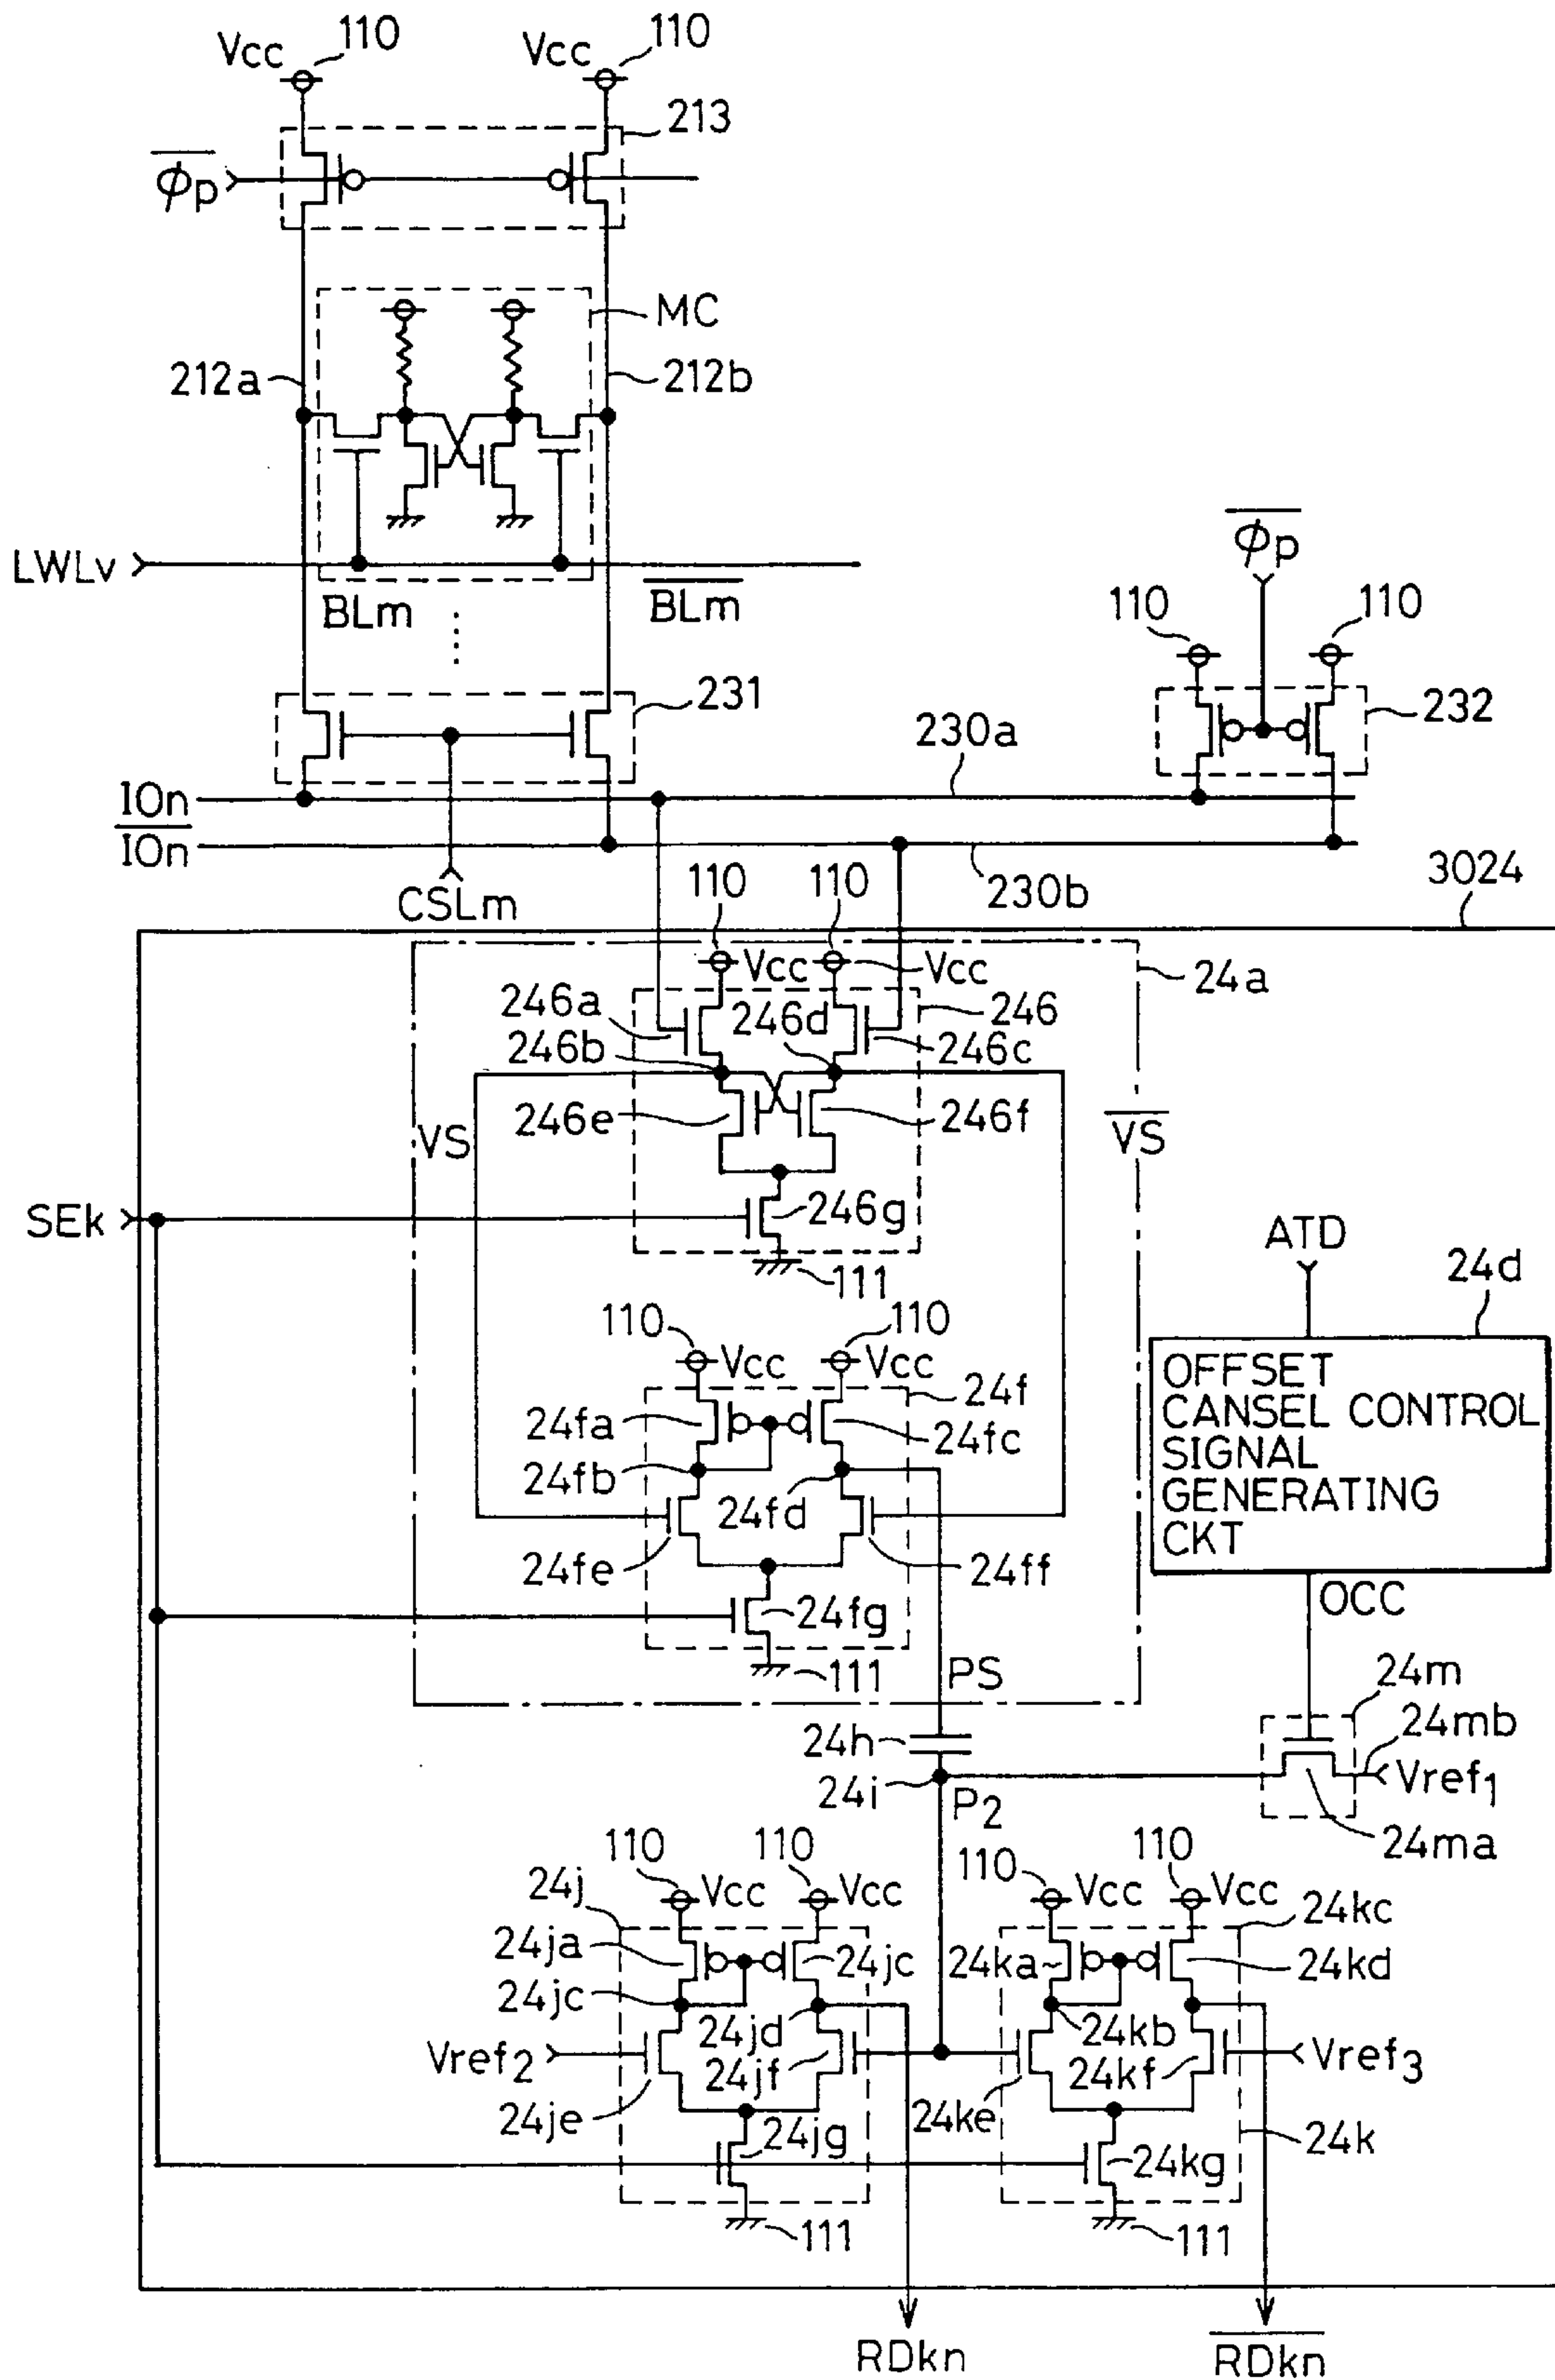 110
110
Vcc
Vcc
213
φp
MC
212a
212b
LWLv
BLm
BLm
φp
110
110
231
232
230a
IOn
IOn
CSLm
110
110
230b
3024
Vcc
Vcc
24a
246a
246d
246
246b
246c
246e
246f
VS
VS
SEk
246g
ATD
111
24d
110
110
Vcc
Vcc
OFFSET
CANSEL CONTROL
SIGNAL
GENERATING
CKT
24f
24fa
24fc
24fb
24fd
24fe
24ff
OCC
24fg
111
PS
24m
24h
24mb
24i
P2
Vref1
24ma
110
110
110
110
24j
Vcc
Vcc
Vcc
Vcc
24kc
24ja
24jc
24ka
24kd
24jc
24jd
24kb
Vref2
24jf
24kf
Vref3
24je
24ke
24jg
24kg
24k
111
111
RDkn
RDkn